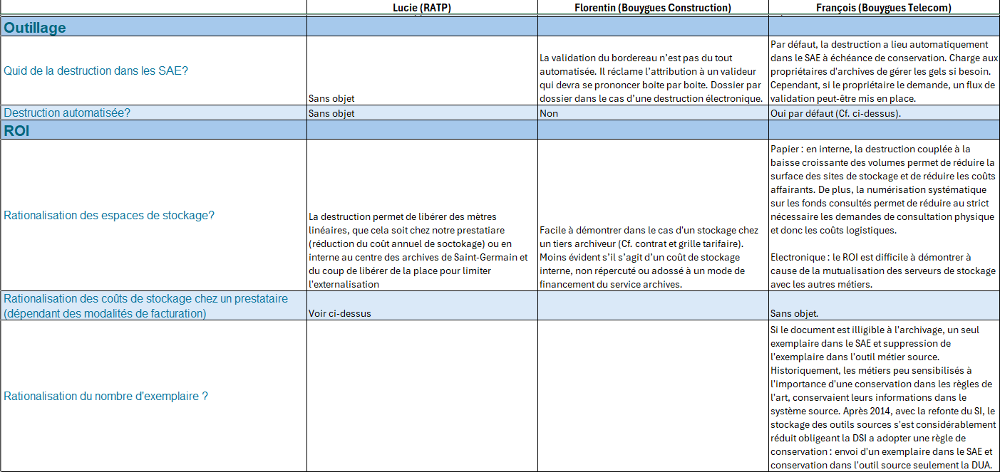 Lucie (RATP)
Florentin (Bouygues Construction)
François (Bouygues Telecom)
Outillage
Quid de la destruction dans les SAE?
Sans objet
La validation du bordereau n'est pas du tout
automatisée. Il réclame l'attribution à un valideur
qui devra se prononcer boite par boite. Dossier par
dossier dans le cas d'une destruction électronique.
Par défaut, la destruction a lieu automatiquement
dans le SAE à échéance de conservation. Charge aux
propriétaires d'archives de gérer les gels si besoin.
Cependant, si le propriétaire le demande, un flux de
validation peut-être mis en place.
Destruction automatisée?
Sans objet
Non
Oui par défaut (Cf. ci-dessus).
ROI
Rationalisation des espaces de stockage?
La destruction permet de libérer des mètres
linéaires, que cela soit chez notre prestatiare
(réduction du coût annuel de soctokage) ou en
interne au centre des archives de Saint-Germain et
du coup de libérer de la place pour limiter
l'externalisation
Facile à démontrer dans le cas d'un stockage chez
un tiers archiveur (Cf. contrat et grille tarifaire).
Moins évident s'il s'agit d'un coût de stockage
interne, non répercuté ou adossé à un mode de
financement du service archives.
Papier : en interne, la destruction couplée à la
baisse croissante des volumes permet de réduire la
surface des sites de stockage et de réduire les coûts
affairants. De plus, la numérisation systématique
sur les fonds consultés permet de réduire au strict
nécessaire les demandes de consultation physique
et donc les coûts logistiques.
Electronique : le ROI est difficile à démontrer à
cause de la mutualisation des serveurs de stockage
avec les autres métiers.
Rationalisation des coûts de stockage chez un prestataire
(dépendant des modalités de facturation)
Voir ci-dessus
Sans objet.
Rationalisation du nombre d'exemplaire ?
Si le document est illigible à l'archivage, un seul
exemplaire dans le SAE et suppression de
l'exemplaire dans l'outil métier source.
Historiquement, les métiers peu sensibilisés à
l'importance d'une conservation dans les règles de
l'art, conservaient leurs informations dans le
système source. Après 2014, avec la refonte du SI, le
stockage des outils sources s'est considérablement
réduit obligeant la DSI a adopter une règle de
conservation : envoi d'un exemplaire dans le SAE et
conservation dans l'outil source seulement la DUA.